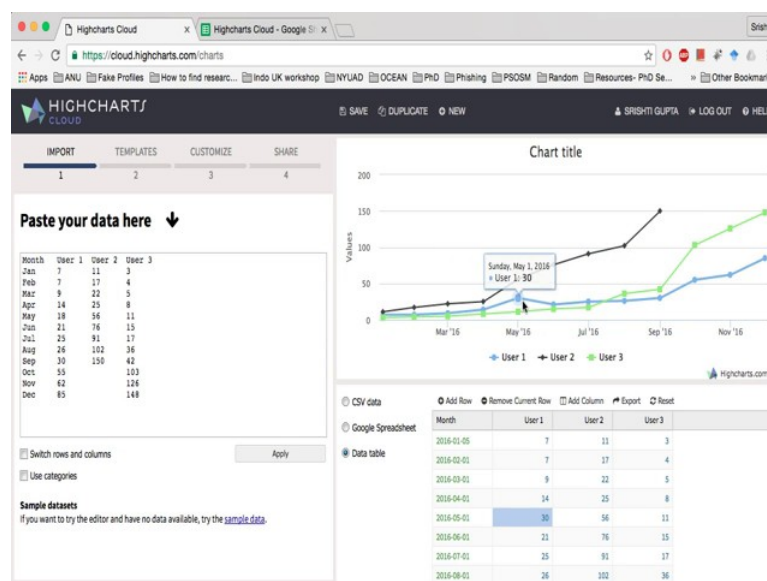 Highcharts Cloud
Highcharts Cloud - Google Sh
Srish
https://cloud.highcharts.com/charts
Apps ANU Fake Profiles How to find researc... Indo UK workshop NYUAD OCEAN PhD Phishing PSOSM Random Resources- PhD Se... » Other Bookmar
HIGHCHARTS
CLOUD
SAVE DUPLICATE NEW
SRISHTI GUPTA LOG OUT HEL
IMPORT TEMPLATES CUSTOMIZE SHARE
1 2 3 4
Paste your data here
Month User 1 User 2 User 3
Jan 7 11 3
Feb 7 17 4
Mar 9 22 5
Apr 14 25 8
May 18 56 11
Jun 21 76 15
Jul 25 91 17
Aug 26 102 36
Sep 30 150 42
Oct 55 103
Nov 62 126
Dec 85 148
Switch rows and columns
Apply
Use categories
Sample datasets
If you want to try the editor and have no data available, try the sample data.
Chart title
Values
200
150
100
50
0
Sunday, May 1, 2016
User 1: 30
Mar '16 May '16 Jul '16 Sep '16 Nov '16
User 1 User 2 User 3
Highcharts.com
CSV data
Google Spreadsheet
Data table
Add Row Remove Current Row Add Column Export Reset
Month User 1 User 2 User 3
2016-01-05 7 11 3
2016-02-01 7 17 4
2016-03-01 9 22 5
2016-04-01 14 25 8
2016-05-01 30 56 11
2016-06-01 21 76 15
2016-07-01 25 91 17
2016-08-01 26 102 36